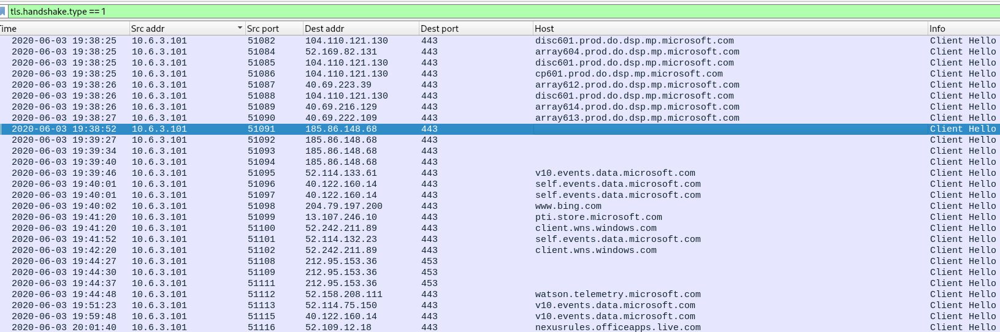 tls.handshake.type == 1
Time Src addr Src port Dest addr Dest port Host Info
2020-06-03 19:38:25 10.6.3.101 51082 104.110.121.130 443 disc601.prod.do.dsp.mp.microsoft.com Client Hello
2020-06-03 19:38:25 10.6.3.101 51084 52.169.82.131 443 array604.prod.do.dsp.mp.microsoft.com Client Hello
2020-06-03 19:38:25 10.6.3.101 51085 104.110.121.130 443 disc601.prod.do.dsp.mp.microsoft.com Client Hello
2020-06-03 19:38:25 10.6.3.101 51086 104.110.121.130 443 cp601.prod.do.dsp.mp.microsoft.com Client Hello
2020-06-03 19:38:26 10.6.3.101 51087 40.69.223.39 443 array612.prod.do.dsp.mp.microsoft.com Client Hello
2020-06-03 19:38:26 10.6.3.101 51088 104.110.121.130 443 disc601.prod.do.dsp.mp.microsoft.com Client Hello
2020-06-03 19:38:26 10.6.3.101 51089 40.69.216.129 443 array614.prod.do.dsp.mp.microsoft.com Client Hello
2020-06-03 19:38:27 10.6.3.101 51090 40.69.222.109 443 array613.prod.do.dsp.mp.microsoft.com Client Hello
2020-06-03 19:38:52 10.6.3.101 51091 185.86.148.68 443 Client Hello
2020-06-03 19:39:27 10.6.3.101 51092 185.86.148.68 443 Client Hello
2020-06-03 19:39:34 10.6.3.101 51093 185.86.148.68 443 Client Hello
2020-06-03 19:39:40 10.6.3.101 51094 185.86.148.68 443 Client Hello
2020-06-03 19:39:46 10.6.3.101 51095 52.114.133.61 443 v10.events.data.microsoft.com Client Hello
2020-06-03 19:40:01 10.6.3.101 51096 40.122.160.14 443 self.events.data.microsoft.com Client Hello
2020-06-03 19:40:01 10.6.3.101 51097 40.122.160.14 443 self.events.data.microsoft.com Client Hello
2020-06-03 19:40:02 10.6.3.101 51098 204.79.197.200 443 www.bing.com Client Hello
2020-06-03 19:41:20 10.6.3.101 51099 13.107.246.10 443 pti.store.microsoft.com Client Hello
2020-06-03 19:41:20 10.6.3.101 51100 52.242.211.89 443 client.wns.windows.com Client Hello
2020-06-03 19:41:52 10.6.3.101 51101 52.114.132.23 443 self.events.data.microsoft.com Client Hello
2020-06-03 19:42:20 10.6.3.101 51102 52.242.211.89 443 client.wns.windows.com Client Hello
2020-06-03 19:44:27 10.6.3.101 51108 212.95.153.36 453 Client Hello
2020-06-03 19:44:30 10.6.3.101 51109 212.95.153.36 453 Client Hello
2020-06-03 19:44:37 10.6.3.101 51111 212.95.153.36 453 Client Hello
2020-06-03 19:44:48 10.6.3.101 51112 52.158.208.111 443 watson.telemetry.microsoft.com Client Hello
2020-06-03 19:51:23 10.6.3.101 51113 52.114.75.150 443 v10.events.data.microsoft.com Client Hello
2020-06-03 19:59:48 10.6.3.101 51115 40.122.160.14 443 v10.events.data.microsoft.com Client Hello
2020-06-03 20:01:40 10.6.3.101 51116 52.109.12.18 443 nexusrules.officeapps.live.com Client Hello